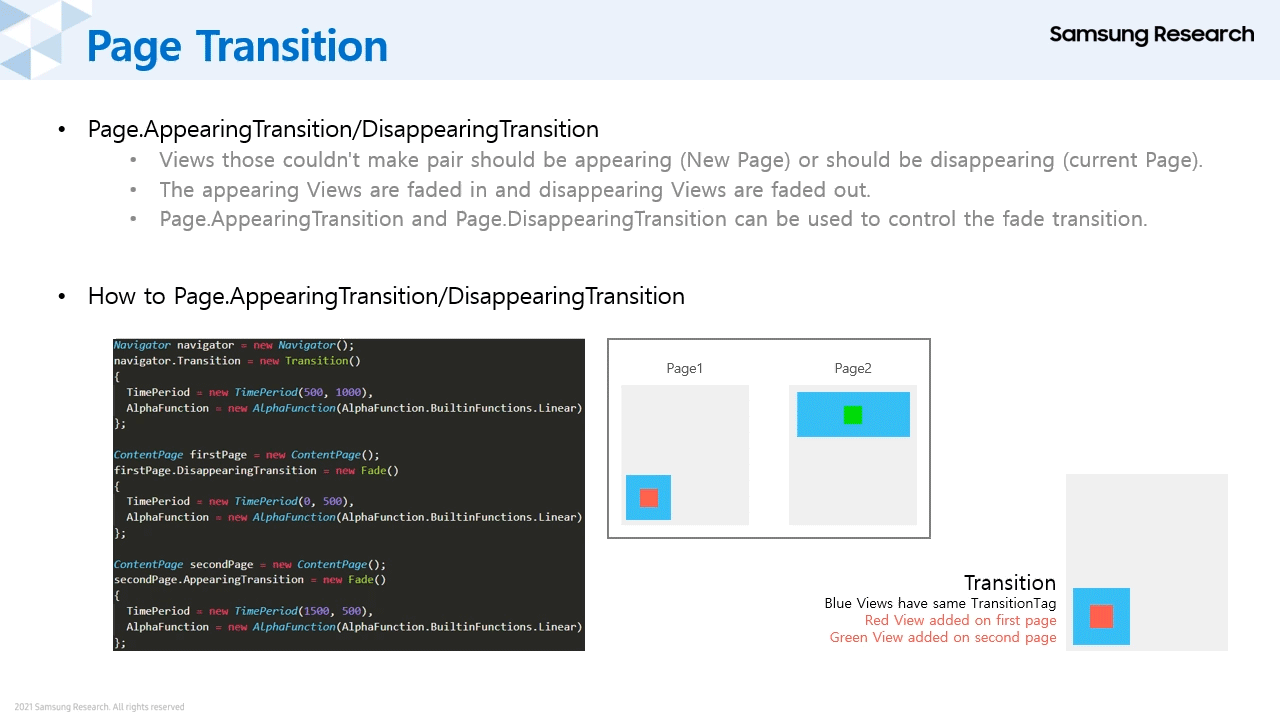 Page Transition
Samsung Research
• Page.AppearingTransition/DisappearingTransition
• Views those couldn't make pair should be appearing (New Page) or should be disappearing (current Page).
• The appearing Views are faded in and disappearing Views are faded out.
• Page.AppearingTransition and Page.DisappearingTransition can be used to control the fade transition.
• How to Page.AppearingTransition/DisappearingTransition
Navigator navigator = new Navigator();
navigator.Transition = new Transition()
{
  TimePeriod = new TimePeriod(500, 1000),
  AlphaFunction = new AlphaFunction(AlphaFunction.BuiltinFunctions.Linear)
};
ContentPage firstPage = new ContentPage();
firstPage.DisappearingTransition = new Fade()
{
  TimePeriod = new TimePeriod(0, 500),
  AlphaFunction = new AlphaFunction(AlphaFunction.BuiltinFunctions.Linear)
};
ContentPage secondPage = new ContentPage();
secondPage.AppearingTransition = new Fade()
{
  TimePeriod = new TimePeriod(1500, 500),
  AlphaFunction = new AlphaFunction(AlphaFunction.BuiltinFunctions.Linear)
};
Page1
Page2
Transition
Blue Views have same TransitionTag
Red View added on first page
Green View added on second page
2021 Samsung Research. All rights reserved